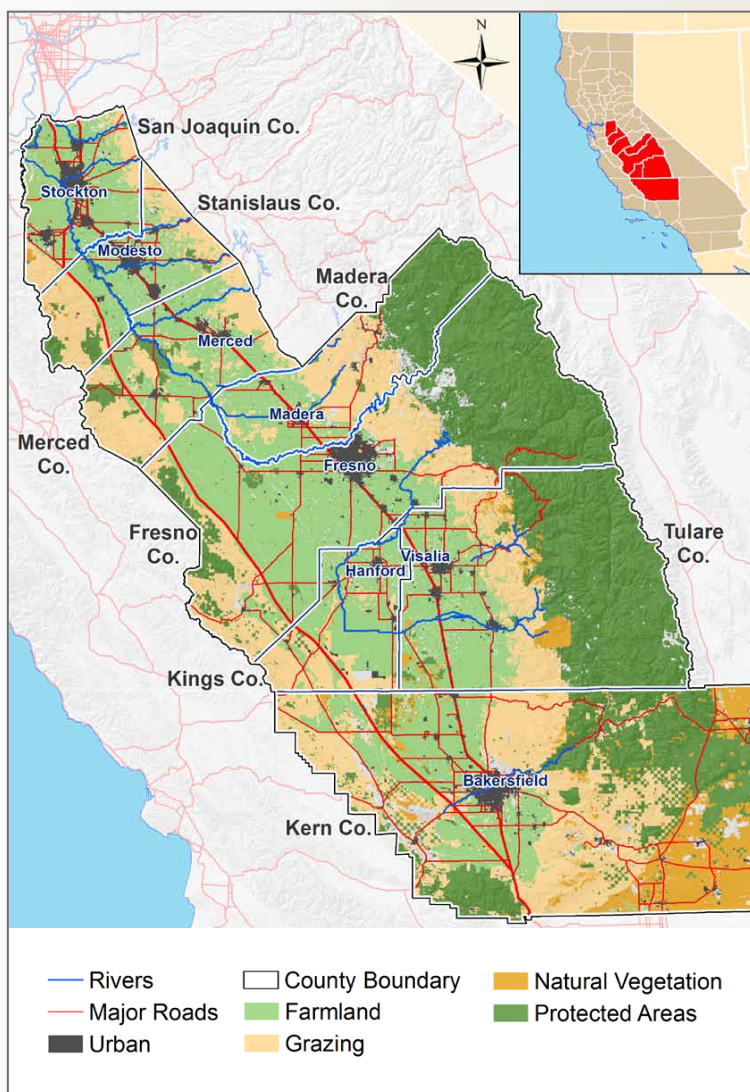 N
San Joaquin Co.
Stockton
Stanislaus Co.
Modesto
Madera
Co.
Merced
Madera
Merced
Co.
Fresno
Fresno
Co.
Tulare
Co.
Visalia
Hanford
Kings Co.
Bakersfield
Kern Co.
Rivers
County Boundary
Natural Vegetation
Major Roads
Farmland
Protected Areas
Urban
Grazing